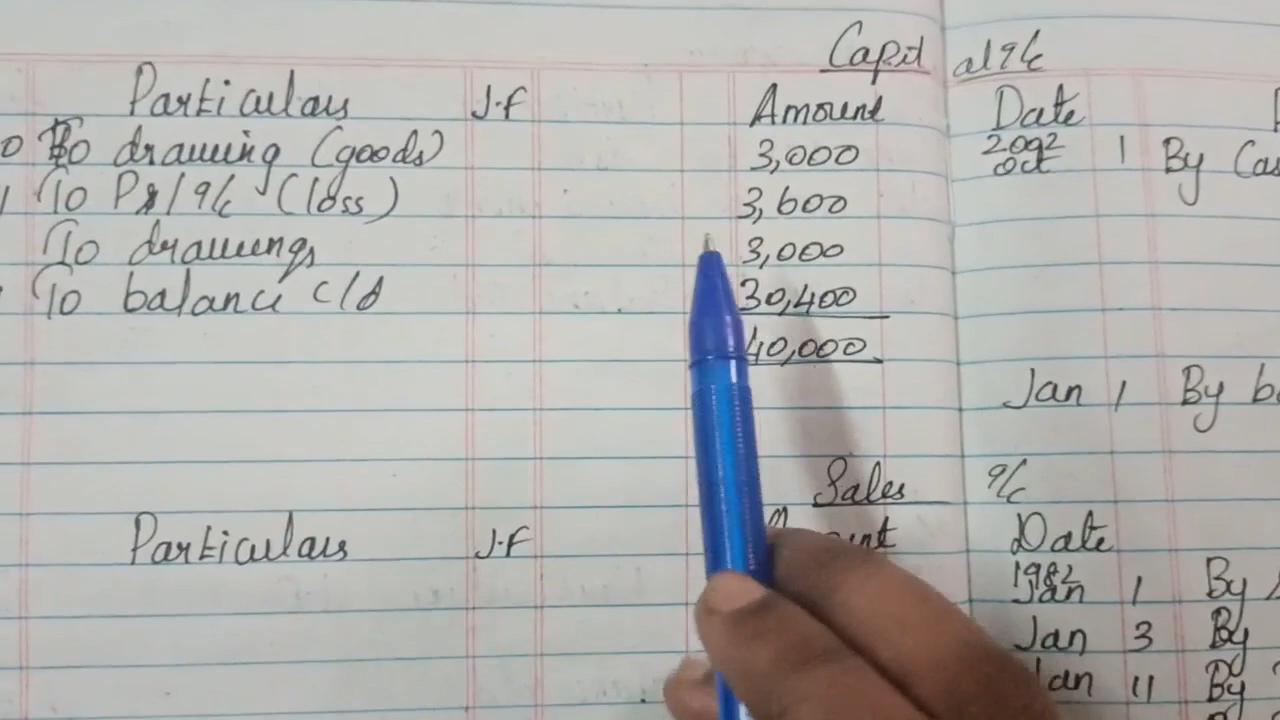 Capital a/c
Particulars J.F Amount Date
To drawing (goods) 3,000 oct 1 By
To P&/a/c (loss) 3,600
To drawings 3,000
To balance c/d 30,400
40,000
Jan 1 By
Sales a/c
Particulars J.F Date
1982
Jan 1 By
Jan 3 By
Jan 11 By